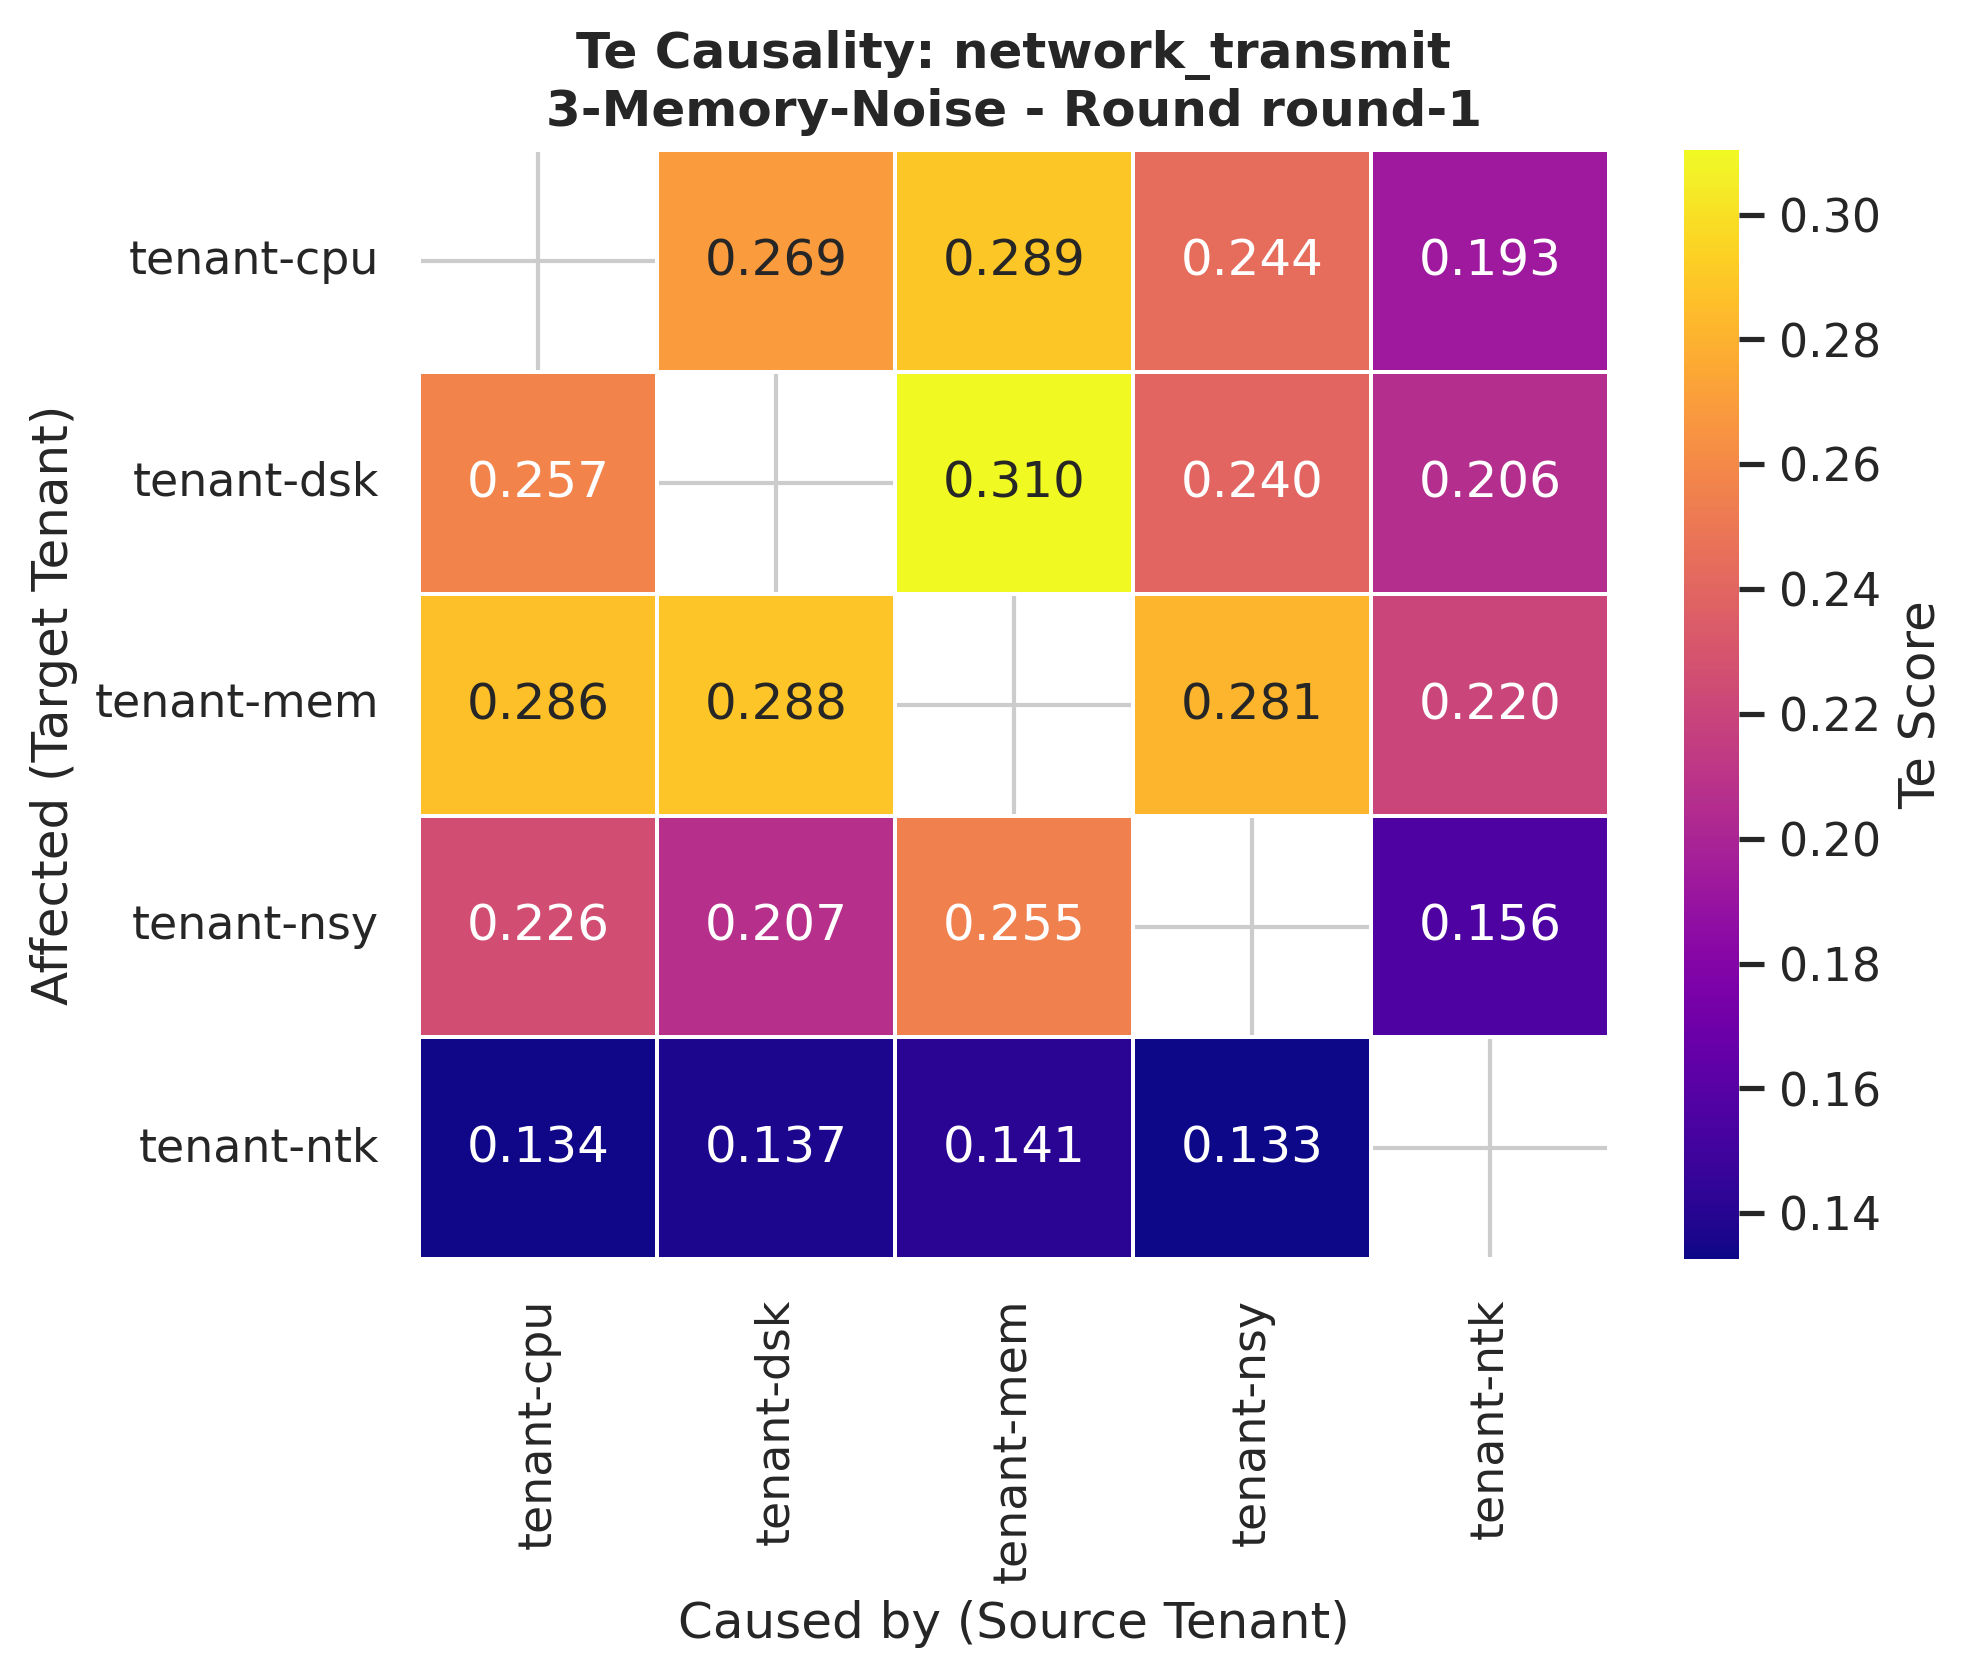 Te Causality: network_transmit
3-Memory-Noise - Round round-1
tenant-cpu
0.269 0.289 0.244 0.193
tenant-dsk
0.257 0.310 0.240 0.206
tenant-mem
0.286 0.288 0.281 0.220
tenant-nsy
0.226 0.207 0.255 0.156
tenant-ntk
0.134 0.137 0.141 0.133
Affected (Target Tenant)
tenant-cpu
tenant-dsk
tenant-mem
tenant-nsy
tenant-ntk
Caused by (Source Tenant)
0.30
0.28
0.26
0.24
0.22
0.20
0.18
0.16
0.14
Te Score